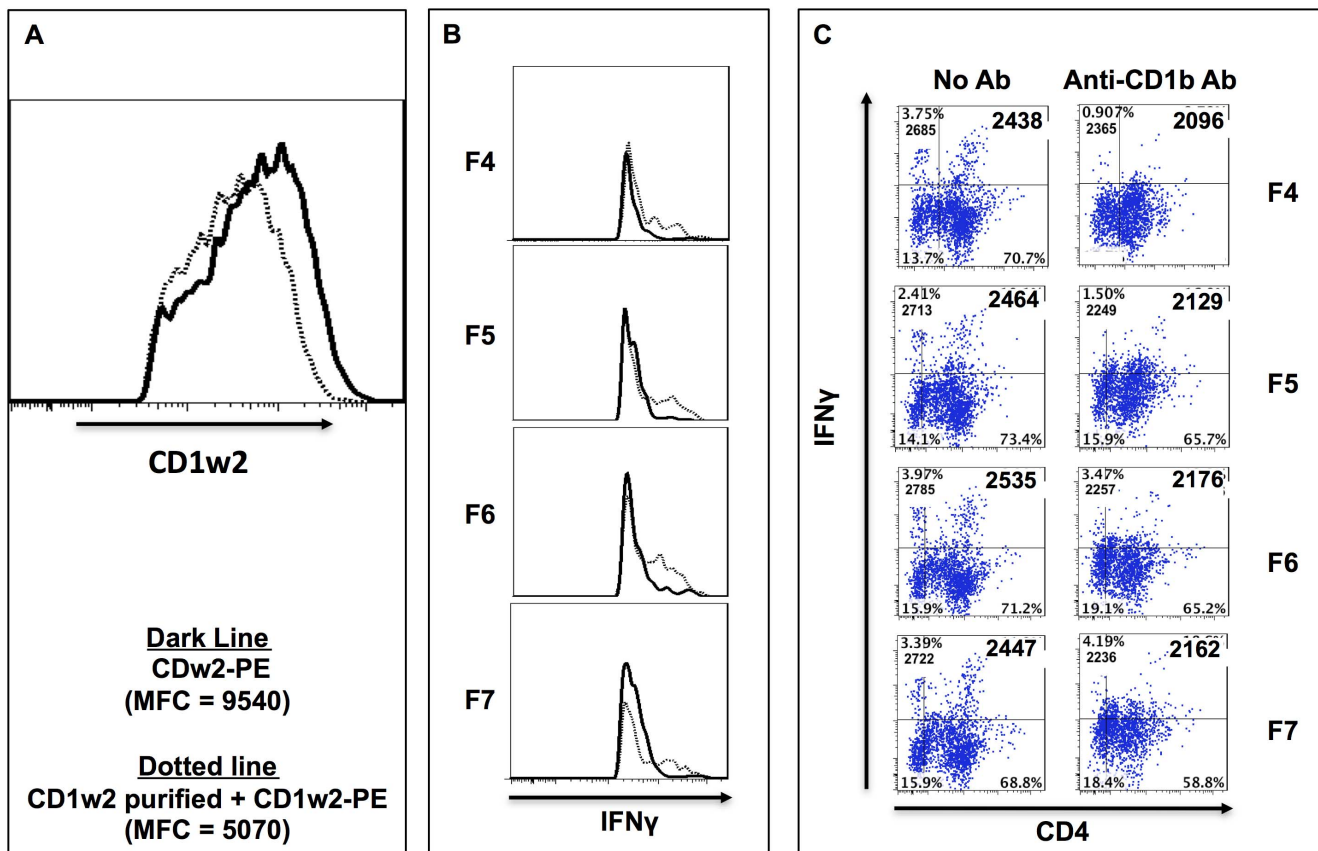 A
CD1w2
Dark Line
CDw2-PE
(MFC = 9540)
Dotted line
CD1w2 purified + CD1w2-PE
(MFC = 5070)
B
F4
F5
F6
F7
IFNγ
C
No Ab
Anti-CD1b Ab
3.75%
2685
2438
13.7%
70.7%
0.907%
2365
2096
F4
2.41%
2713
2464
14.1%
73.4%
1.50%
2249
2129
15.9%
65.7%
F5
3.97%
2785
2535
15.9%
71.2%
3.47%
2257
2176
19.1%
65.2%
F6
3.39%
2722
2447
15.9%
68.8%
4.19%
2236
2162
18.4%
58.8%
F7
IFNγ
CD4